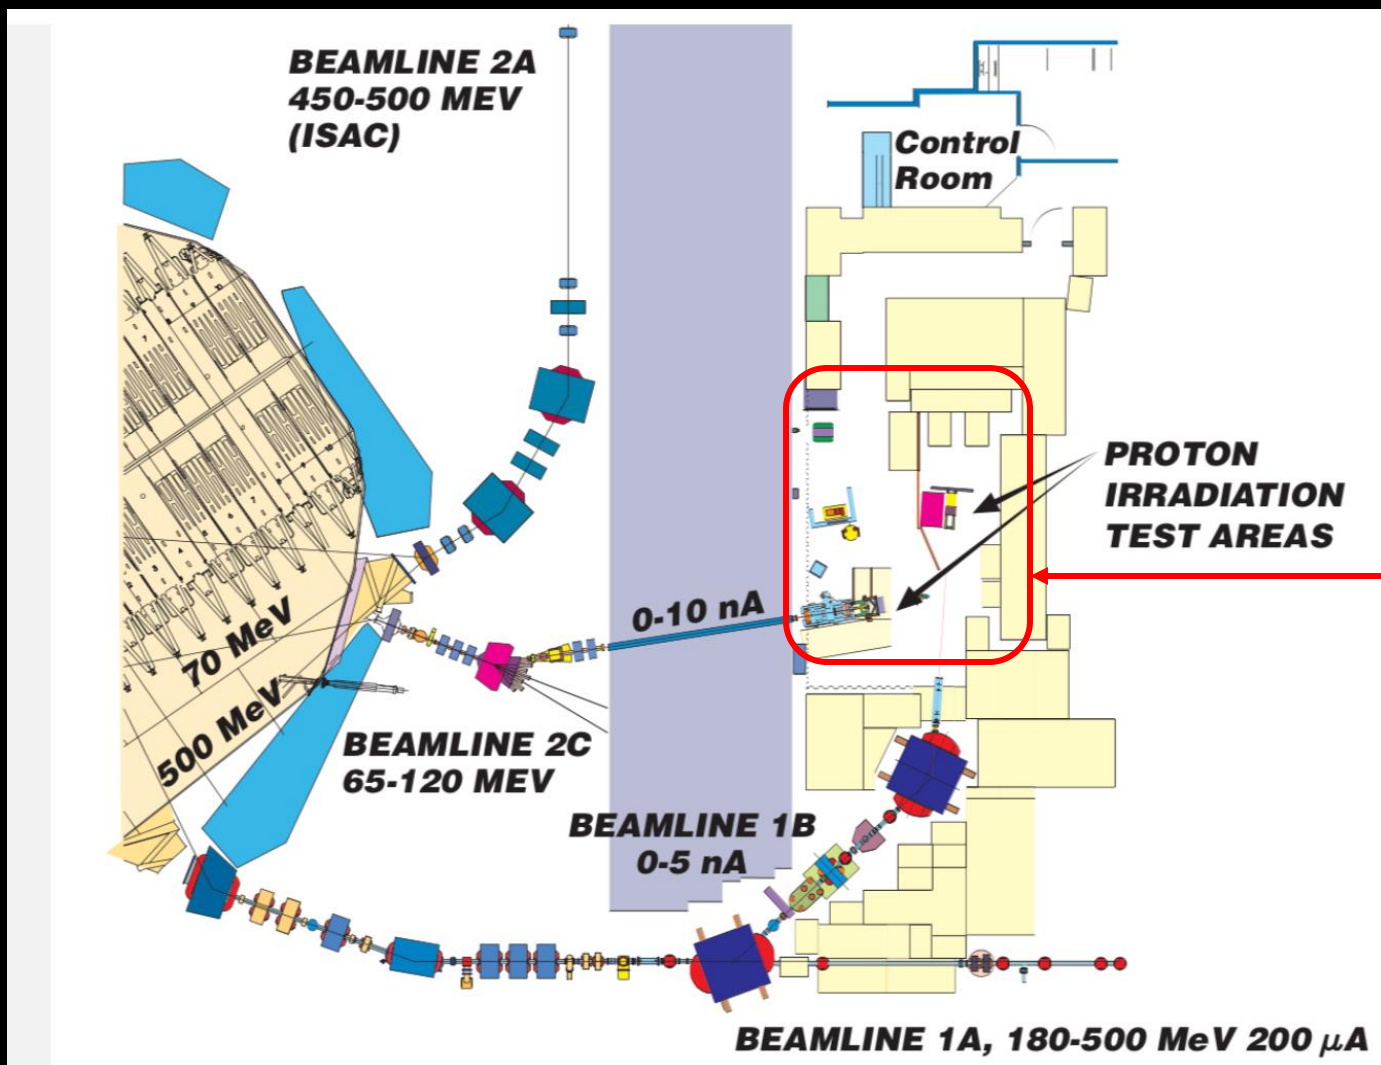 BEAMLINE 2A
450-500 MEV
(ISAC)
Control
Room
PROTON
IRRADIATION
TEST AREAS
0-10 nA
70 MeV
500 MeV
BEAMLINE 2C
65-120 MEV
BEAMLINE 1B
0-5 nA
BEAMLINE 1A, 180-500 MeV 200 μA